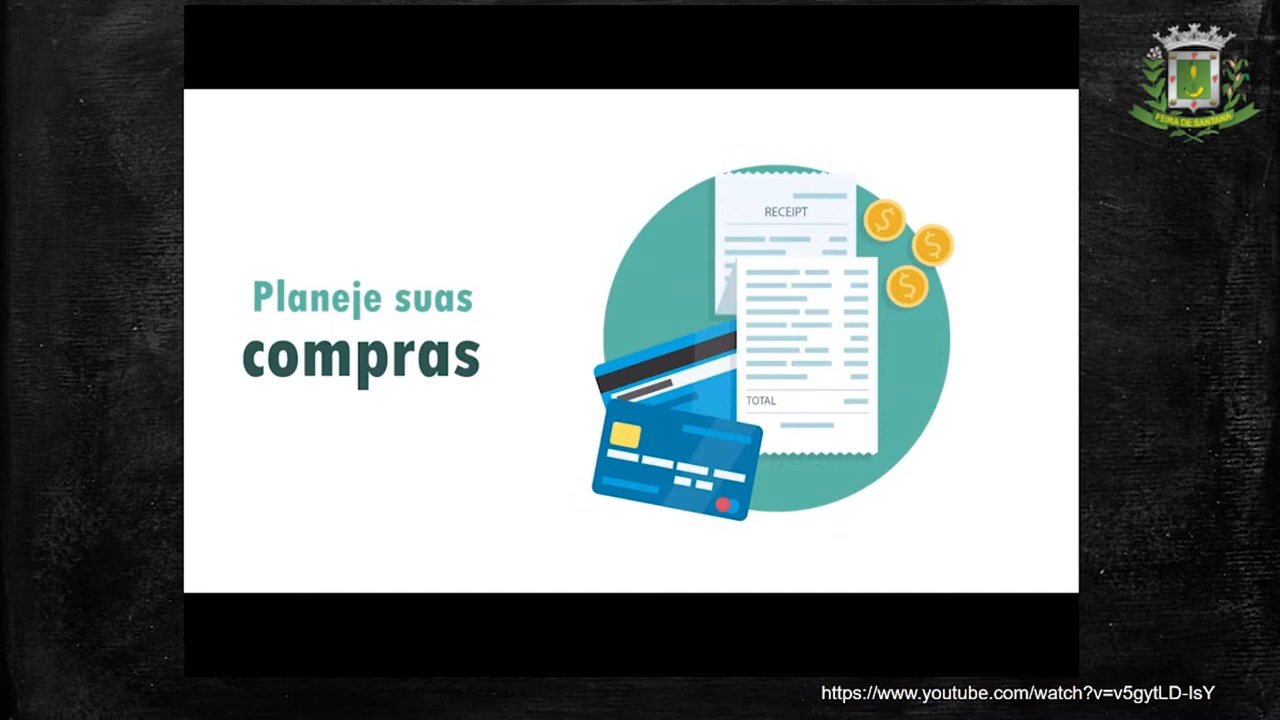 FEIRA DE SANTANA
RECEIPT
Planeje suas
compras
TOTAL
https://www.youtube.com/watch?v=v5gytLD-IsY